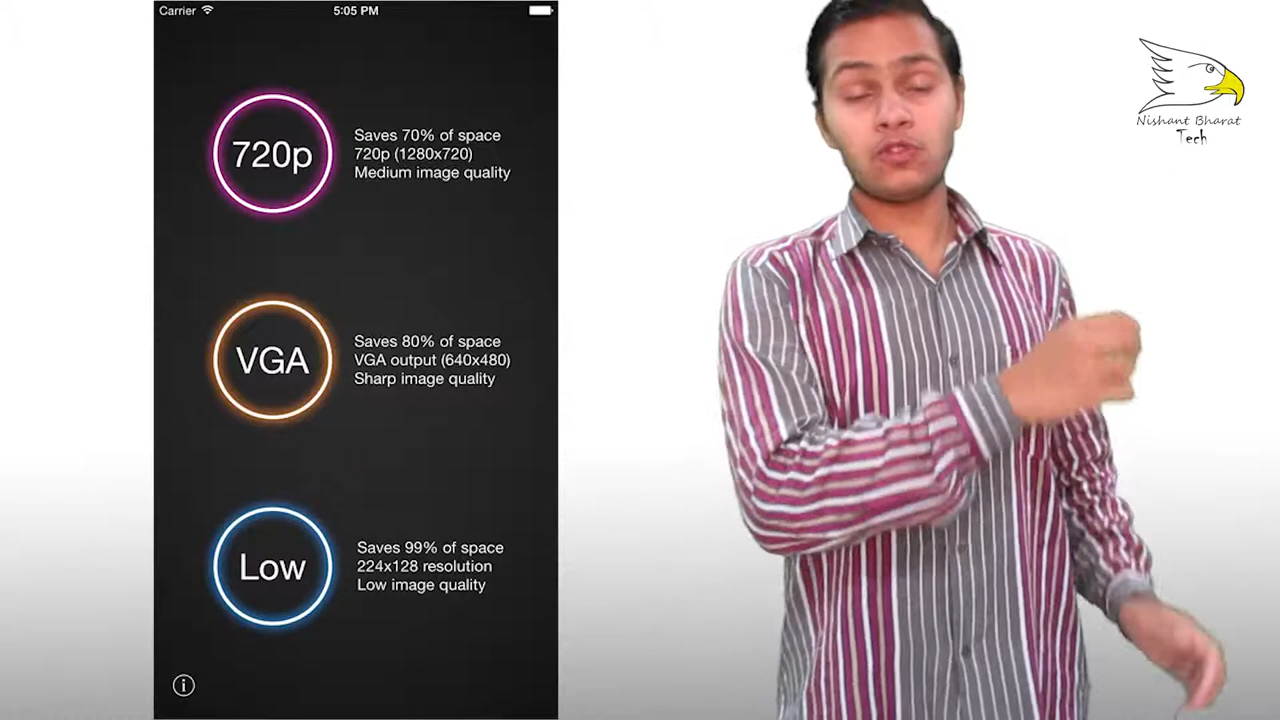 Carrier 5:05 PM
720p
Saves 70% of space
720p (1280x720)
Medium image quality
VGA
Saves 80% of space
VGA output (640x480)
Sharp image quality
Low
Saves 99% of space
224x128 resolution
Low image quality
i
Nishant Bharat
Tech